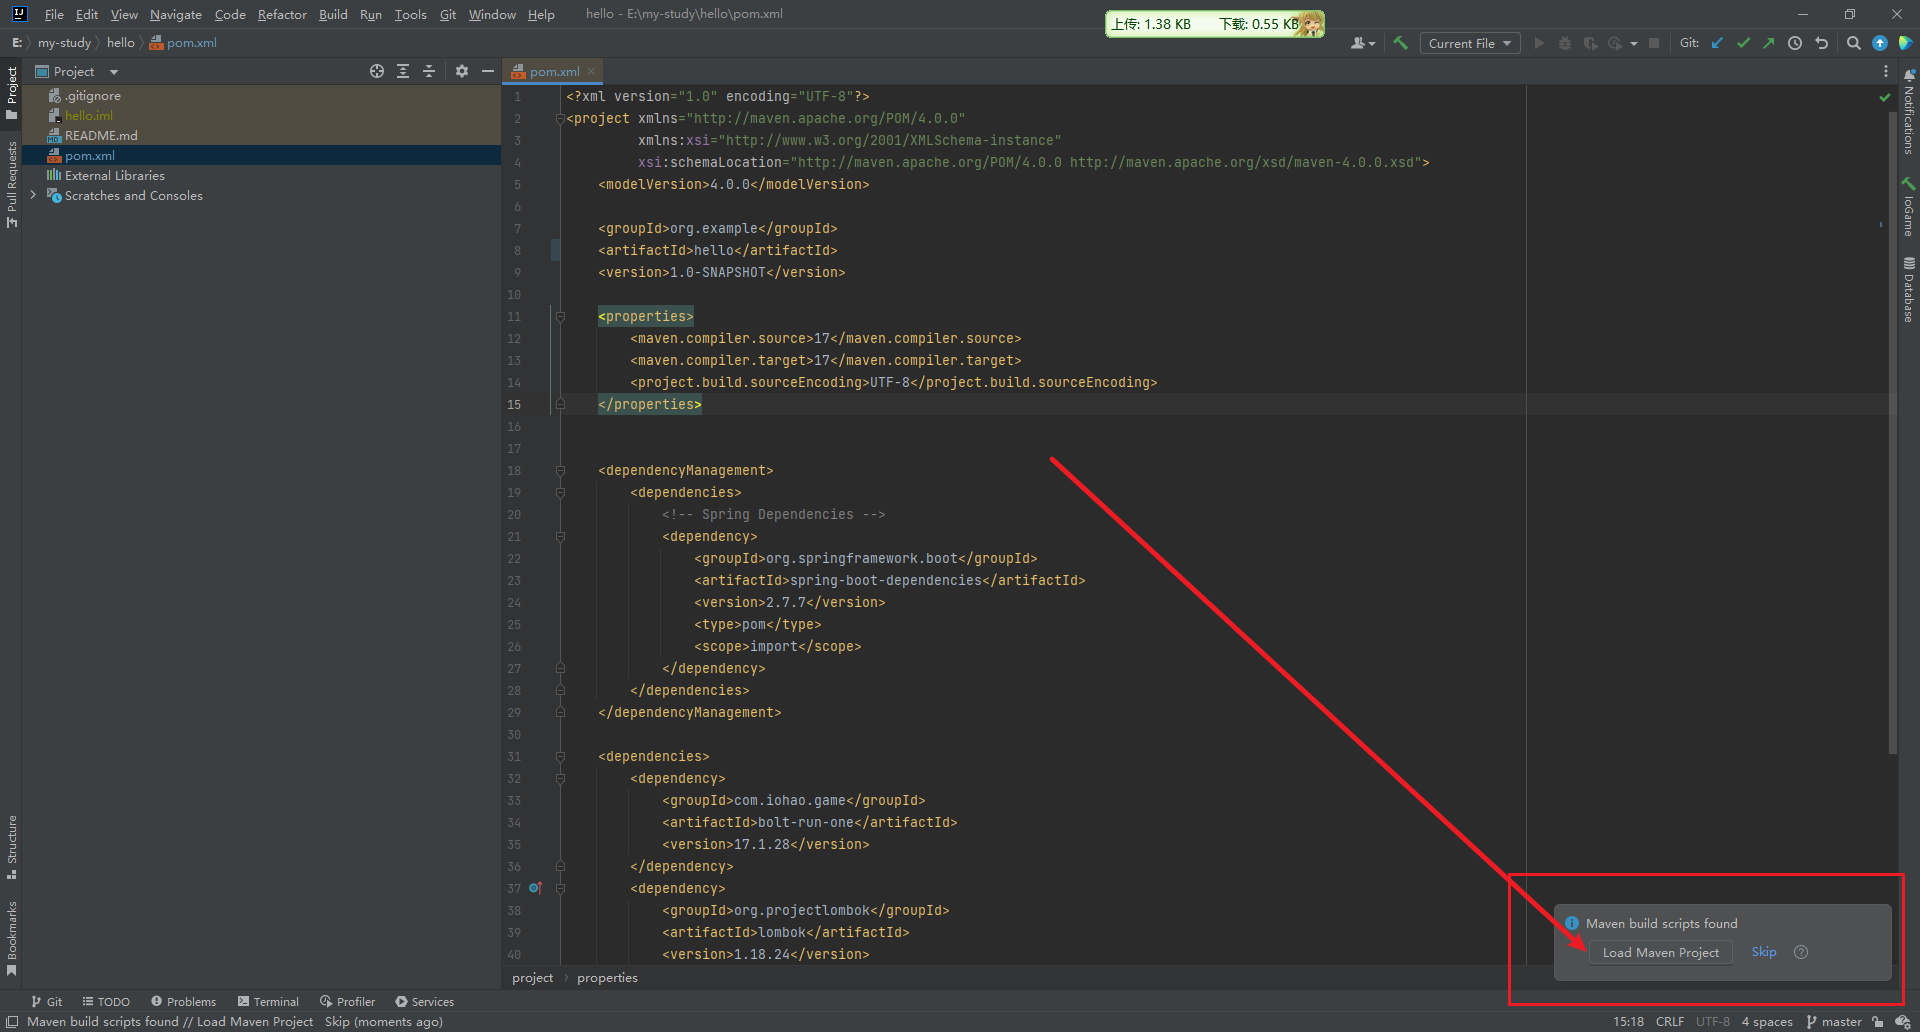 File Edit View Navigate Code Refactor Build Run Tools Git Window Help hello - E:\my-study\hello\pom.xml
上传: 1.38 KB 下载: 0.55 KB
E: my-study hello pom.xml
Current File
Git:
Project
pom.xml
.gitignore
hello.iml
README.md
pom.xml
External Libraries
Scratches and Consoles
Project
Pull Requests
Structure
Bookmarks
1 <?xml version="1.0" encoding="UTF-8"?>
2 <project xmlns="http://maven.apache.org/POM/4.0.0"
3 xmlns:xsi="http://www.w3.org/2001/XMLSchema-instance"
4 xsi:schemaLocation="http://maven.apache.org/POM/4.0.0 http://maven.apache.org/xsd/maven-4.0.0.xsd">
5 <modelVersion>4.0.0</modelVersion>
6
7 <groupId>org.example</groupId>
8 <artifactId>hello</artifactId>
9 <version>1.0-SNAPSHOT</version>
10
11 <properties>
12 <maven.compiler.source>17</maven.compiler.source>
13 <maven.compiler.target>17</maven.compiler.target>
14 <project.build.sourceEncoding>UTF-8</project.build.sourceEncoding>
15 </properties>
16
17
18 <dependencyManagement>
19 <dependencies>
20 <!-- Spring Dependencies -->
21 <dependency>
22 <groupId>org.springframework.boot</groupId>
23 <artifactId>spring-boot-dependencies</artifactId>
24 <version>2.7.7</version>
25 <type>pom</type>
26 <scope>import</scope>
27 </dependency>
28 </dependencies>
29 </dependencyManagement>
30
31 <dependencies>
32 <dependency>
33 <groupId>com.iohao.game</groupId>
34 <artifactId>bolt-run-one</artifactId>
35 <version>17.1.28</version>
36 </dependency>
37 <dependency>
38 <groupId>org.projectlombok</groupId>
39 <artifactId>lombok</artifactId>
40 <version>1.18.24</version>
Notifications
IoGame
Database
Maven build scripts found
Load Maven Project Skip ?
project properties
Git TODO Problems Terminal Profiler Services
Maven build scripts found // Load Maven Project Skip (moments ago)
15:18 CRLF UTF-8 4 spaces master